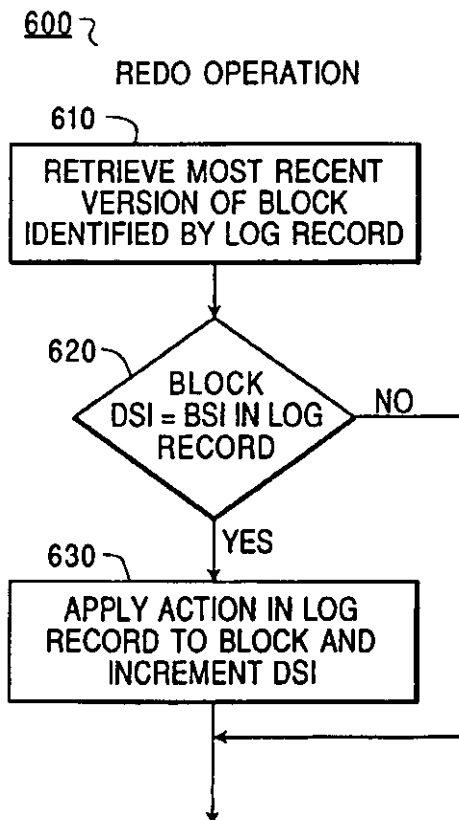 600
REDO OPERATION
610
RETRIEVE MOST RECENT
VERSION OF BLOCK
IDENTIFIED BY LOG RECORD
620
BLOCK
DSI = BSI IN LOG
RECORD
NO
YES
630
APPLY ACTION IN LOG
RECORD TO BLOCK AND
INCREMENT DSI